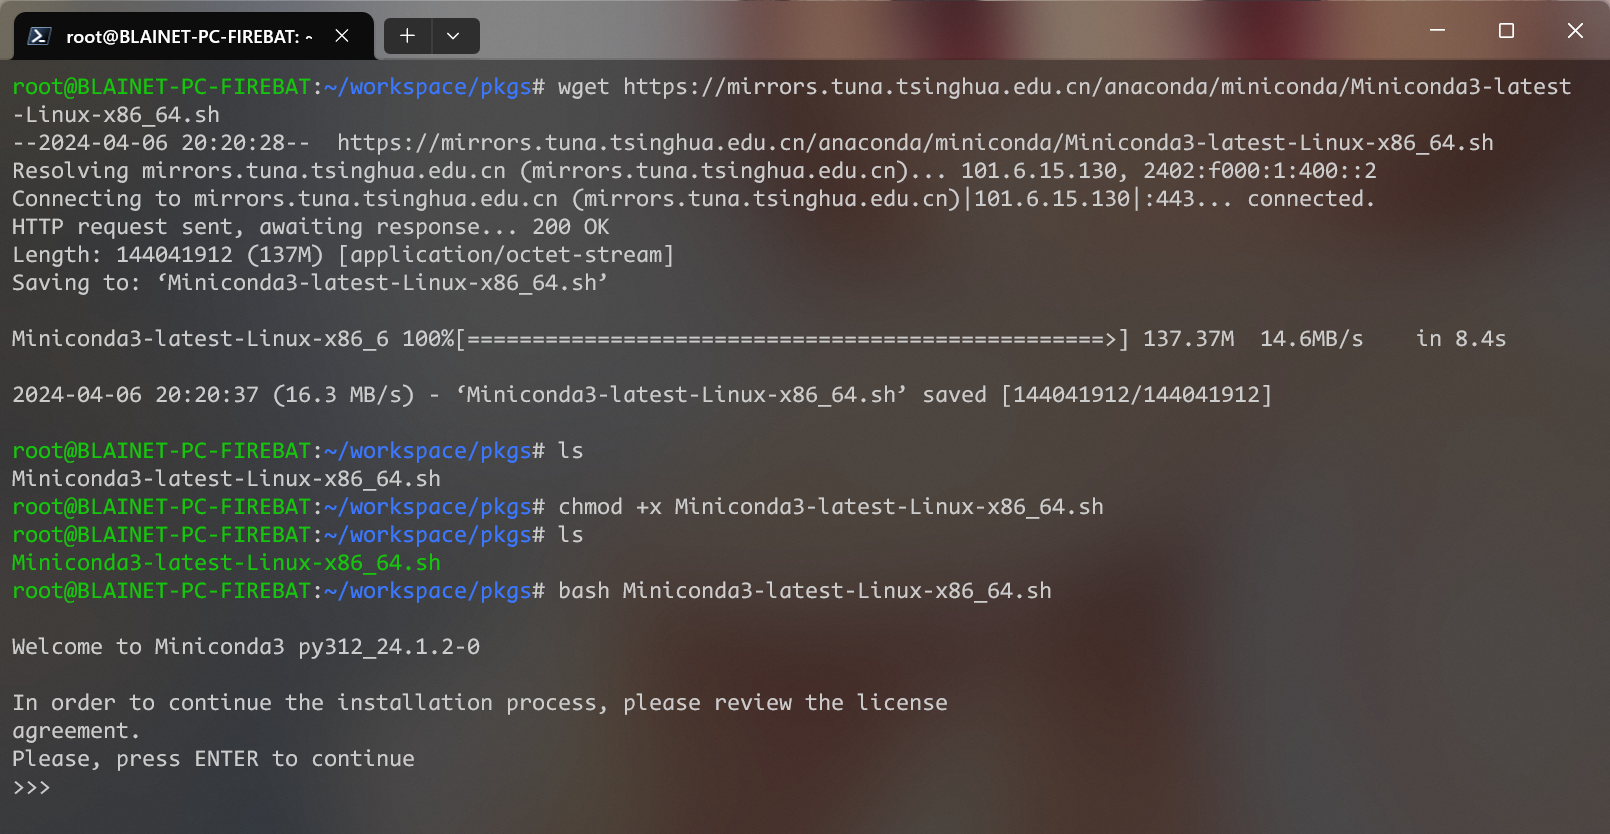 root@BLAINET-PC-FIREBAT: ~
root@BLAINET-PC-FIREBAT:~/workspace/pkgs# wget https://mirrors.tuna.tsinghua.edu.cn/anaconda/miniconda/Miniconda3-latest
-Linux-x86_64.sh
--2024-04-06 20:20:28--  https://mirrors.tuna.tsinghua.edu.cn/anaconda/miniconda/Miniconda3-latest-Linux-x86_64.sh
Resolving mirrors.tuna.tsinghua.edu.cn (mirrors.tuna.tsinghua.edu.cn)... 101.6.15.130, 2402:f000:1:400::2
Connecting to mirrors.tuna.tsinghua.edu.cn (mirrors.tuna.tsinghua.edu.cn)|101.6.15.130|:443... connected.
HTTP request sent, awaiting response... 200 OK
Length: 144041912 (137M) [application/octet-stream]
Saving to: ‘Miniconda3-latest-Linux-x86_64.sh’
Miniconda3-latest-Linux-x86_6 100%[=================================================>] 137.37M  14.6MB/s    in 8.4s
2024-04-06 20:20:37 (16.3 MB/s) - ‘Miniconda3-latest-Linux-x86_64.sh’ saved [144041912/144041912]
root@BLAINET-PC-FIREBAT:~/workspace/pkgs# ls
Miniconda3-latest-Linux-x86_64.sh
root@BLAINET-PC-FIREBAT:~/workspace/pkgs# chmod +x Miniconda3-latest-Linux-x86_64.sh
root@BLAINET-PC-FIREBAT:~/workspace/pkgs# ls
Miniconda3-latest-Linux-x86_64.sh
root@BLAINET-PC-FIREBAT:~/workspace/pkgs# bash Miniconda3-latest-Linux-x86_64.sh
Welcome to Miniconda3 py312_24.1.2-0
In order to continue the installation process, please review the license
agreement.
Please, press ENTER to continue
>>>